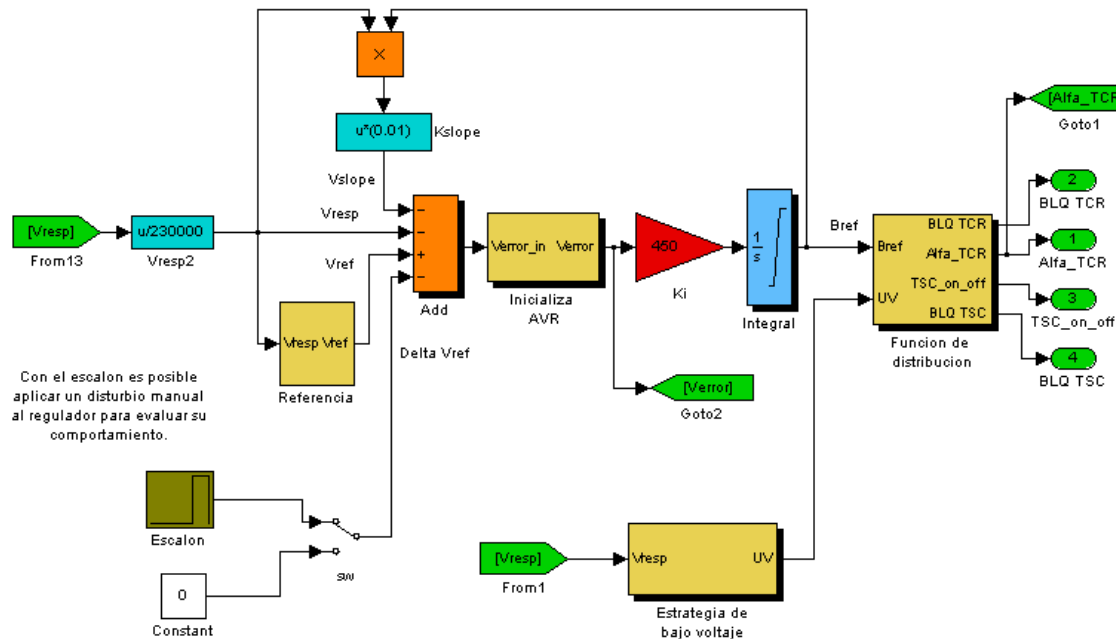 ×
u*(0.01)
Kslope
Vslope
Vresp
[Vresp]
From13
u/230000
Vresp2
Vref
Add
Verror_in Verror
Inicializa
AVR
450
Ki
1
s
Integral
Bref
Bref
UV
BLQ TCR
Alfa_TCR
TSC_on_off
BLQ TSC
Funcion de
distribucion
[Alfa_TCR
Goto1
2
BLQ TCR
1
Alfa_TCR
3
TSC_on_off
4
BLQ TSC
Vresp Vref
Referencia
Delta Vref
[Verror]
Goto2
Con el escalon es posible
aplicar un disturbio manual
al regulador para evaluar su
comportamiento.
Escalon
0
Constant
sw
[Vresp]
From1
Vresp
UV
Estrategia de
bajo voltaje